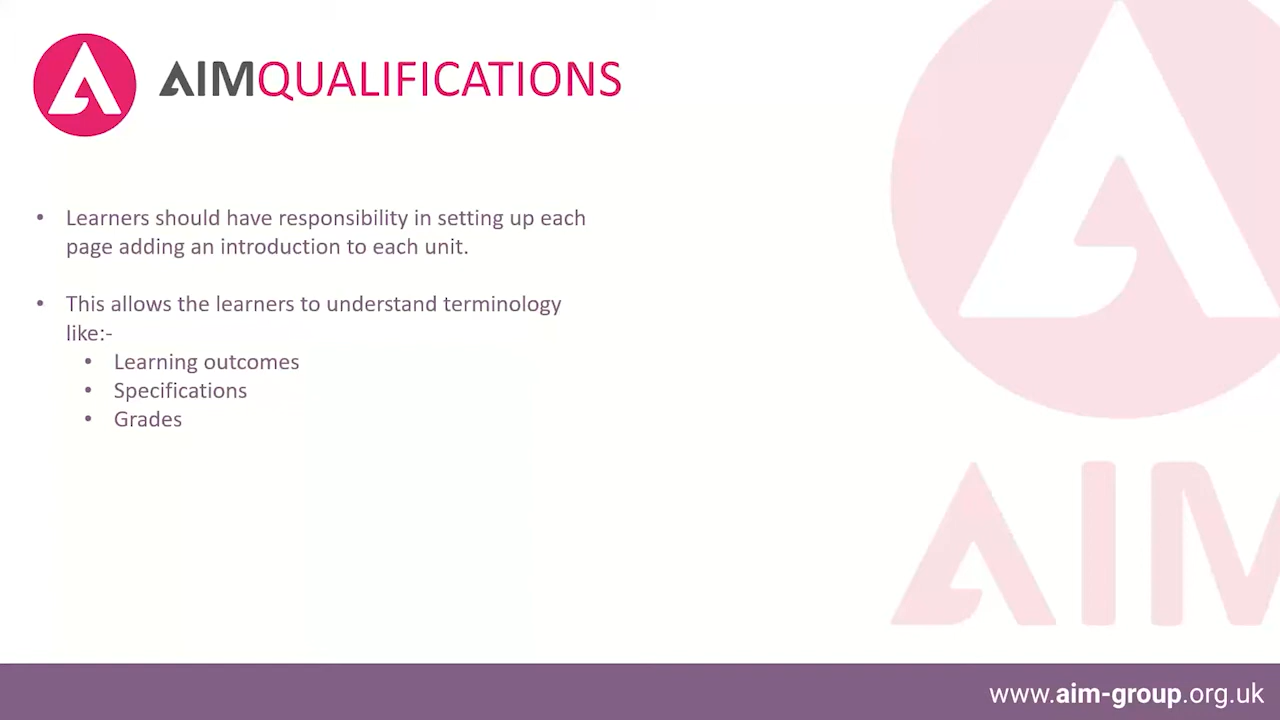 AIMQUALIFICATIONS
• Learners should have responsibility in setting up each
page adding an introduction to each unit.
• This allows the learners to understand terminology
like:-
• Learning outcomes
• Specifications
• Grades
AIM
www.aim-group.org.uk